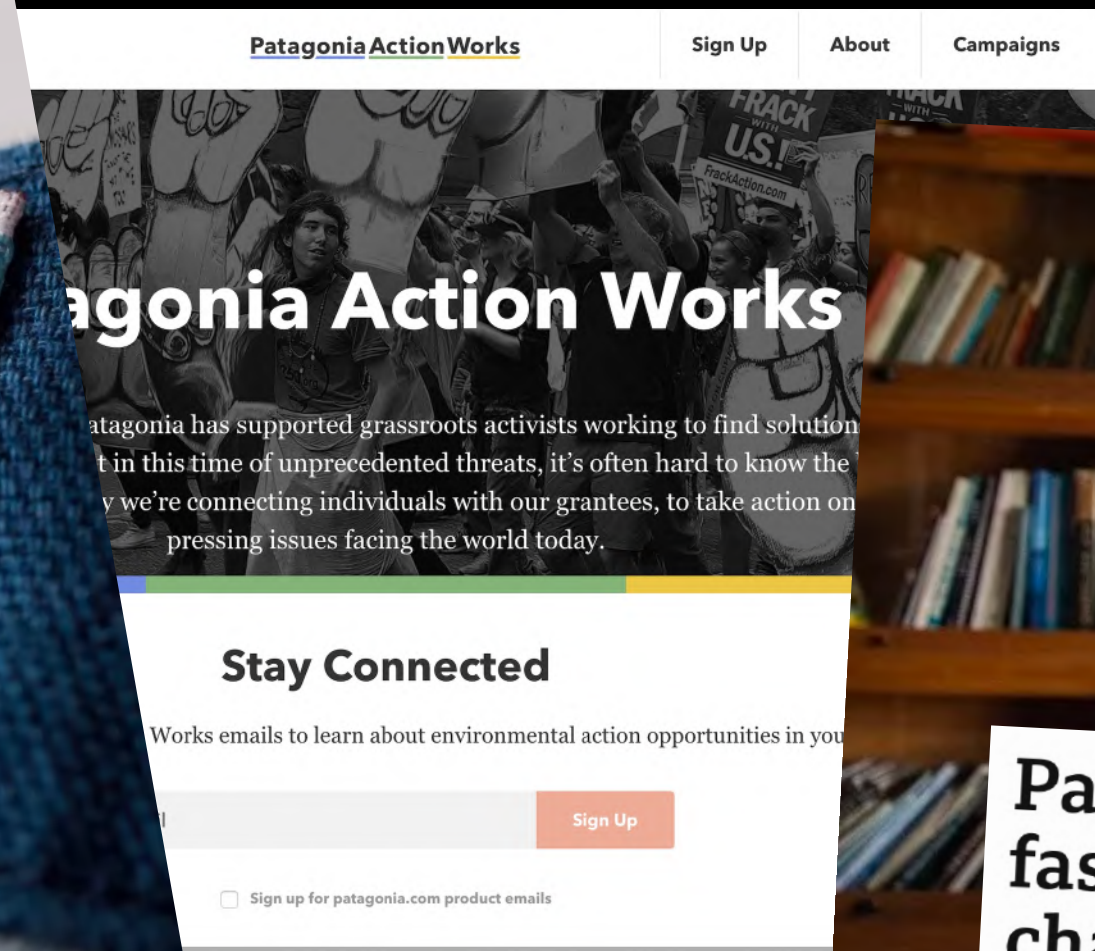 Patagonia Action Works
Sign Up
About
Campaigns
FRACK
WITH
U.S.!
FrackAction.com
WITH
agonia Action Works
atagonia has supported grassroots activists working to find solution
t in this time of unprecedented threats, it’s often hard to know the
y we’re connecting individuals with our grantees, to take action on
pressing issues facing the world today.
Stay Connected
Works emails to learn about environmental action opportunities in you
Sign Up
Sign up for patagonia.com product emails
Pa
fas
cha